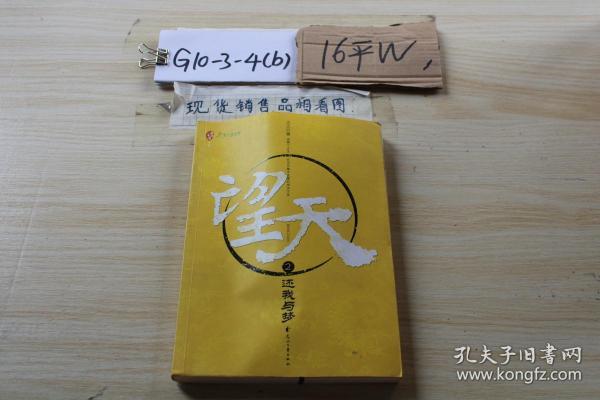 G10-3-4(b)
16平W,
现货销售品相看图
望天
2
还我与梦
孔夫子旧书网
www.kongfz.com